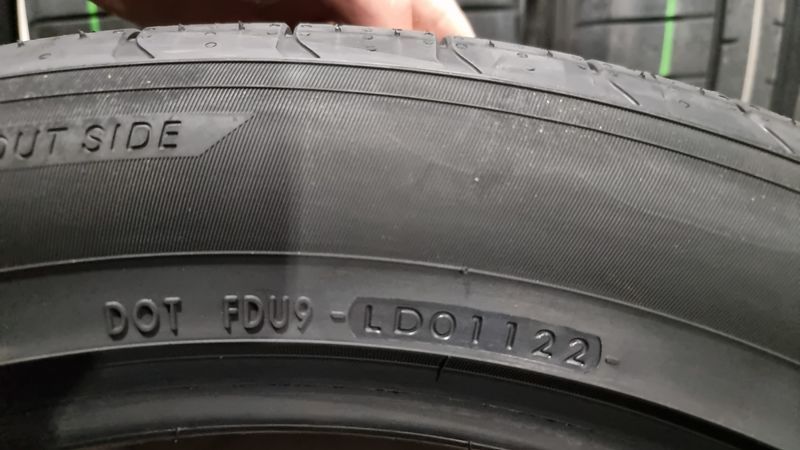 OUT SIDE
DOT FDU9 - LD01122 -